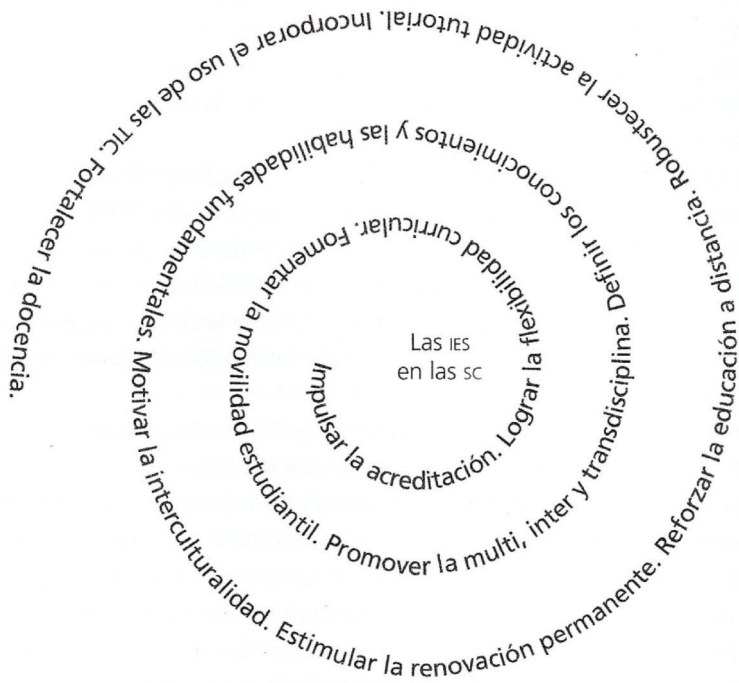 Las IES
en las SC
Impulsar la acreditación. Lograr la flexibilidad curricular. Fomentar la movilidad estudiantil. Promover la multi, inter y transdisciplina. Definir los conocimientos y las habilidades fundamentales. Motivar la interculturalidad. Estimular la renovación permanente. Reforzar la educación a distancia. Robustecer la actividad tutorial. Incorporar el uso de las TIC. Fortalecer la docencia.